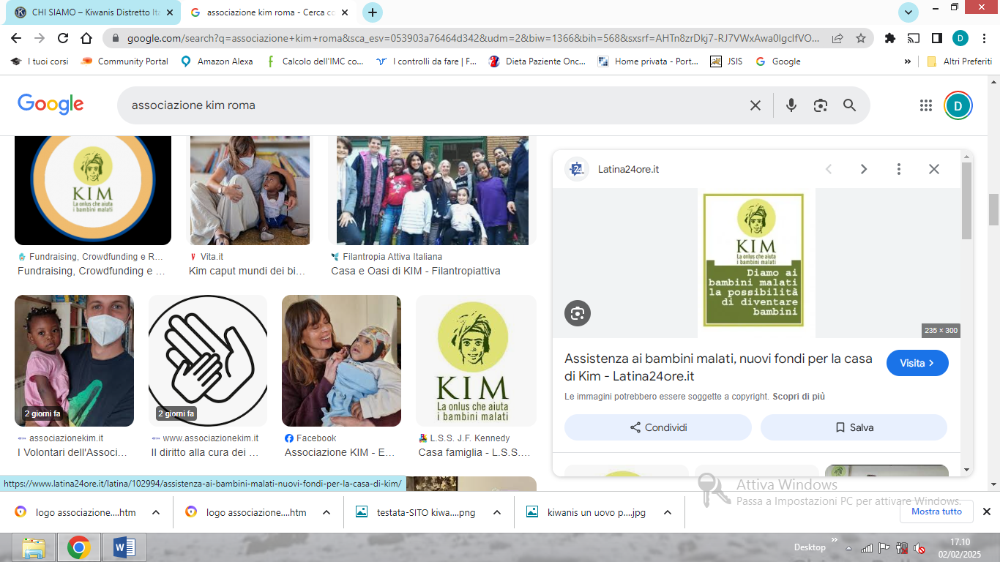 CHI SIAMO – Kiwanis Distretto Ita
associazione kim roma - Cerca co
google.com/search?q=associazione+kim+roma&sca_esv=053903a76464d342&udm=2&biw=1366&bih=568&sxsrf=AHTn8zrDkj7-RJ7VWxAwa0IgclfVO...
D
I tuoi corsi
Community Portal
Amazon Alexa
Calcolo dell'IMC co...
I controlli da fare | F...
Dieta Paziente Onc...
Home privata - Port...
JSIS
Google
»
Altri Preferiti
Google
associazione kim roma
D
KIM
La onlus che aiuta
i bambini malati
Fundraising, Crowdfunding e R...
Fundraising, Crowdfunding e ...
Vita.it
Kim caput mundi dei bi...
Filantropia Attiva Italiana
Casa e Oasi di KIM - Filantropiattiva
2 giorni fa
associazionekim.it
I Volontari dell'Associ...
2 giorni fa
www.associazionekim.it
Il diritto alla cura dei ...
Facebook
Associazione KIM - E...
KIM
La onlus che aiuta
i bambini malati
L.S.S. J.F. Kennedy
Casa famiglia - L.S.S....
24
Latina24ore.it
KIM
La onlus che aiuta
i bambini malati
Diamo ai
bambini malati
la possibilità
di diventare
bambini
235 × 300
Assistenza ai bambini malati, nuovi fondi per la casa
di Kim - Latina24ore.it
Visita
Le immagini potrebbero essere soggette a copyright. Scopri di più
Condividi
Salva
https://www.latina24ore.it/latina/102994/assistenza-ai-bambini-malati-nuovi-fondi-per-la-casa-di-kim/
Attiva Windows
Passa a Impostazioni PC per attivare Windows.
logo associazione....htm
logo associazione....htm
testata-SITO kiwa....png
kiwanis un uovo p....jpg
Mostra tutto
Desktop
»
17.10
02/02/2025